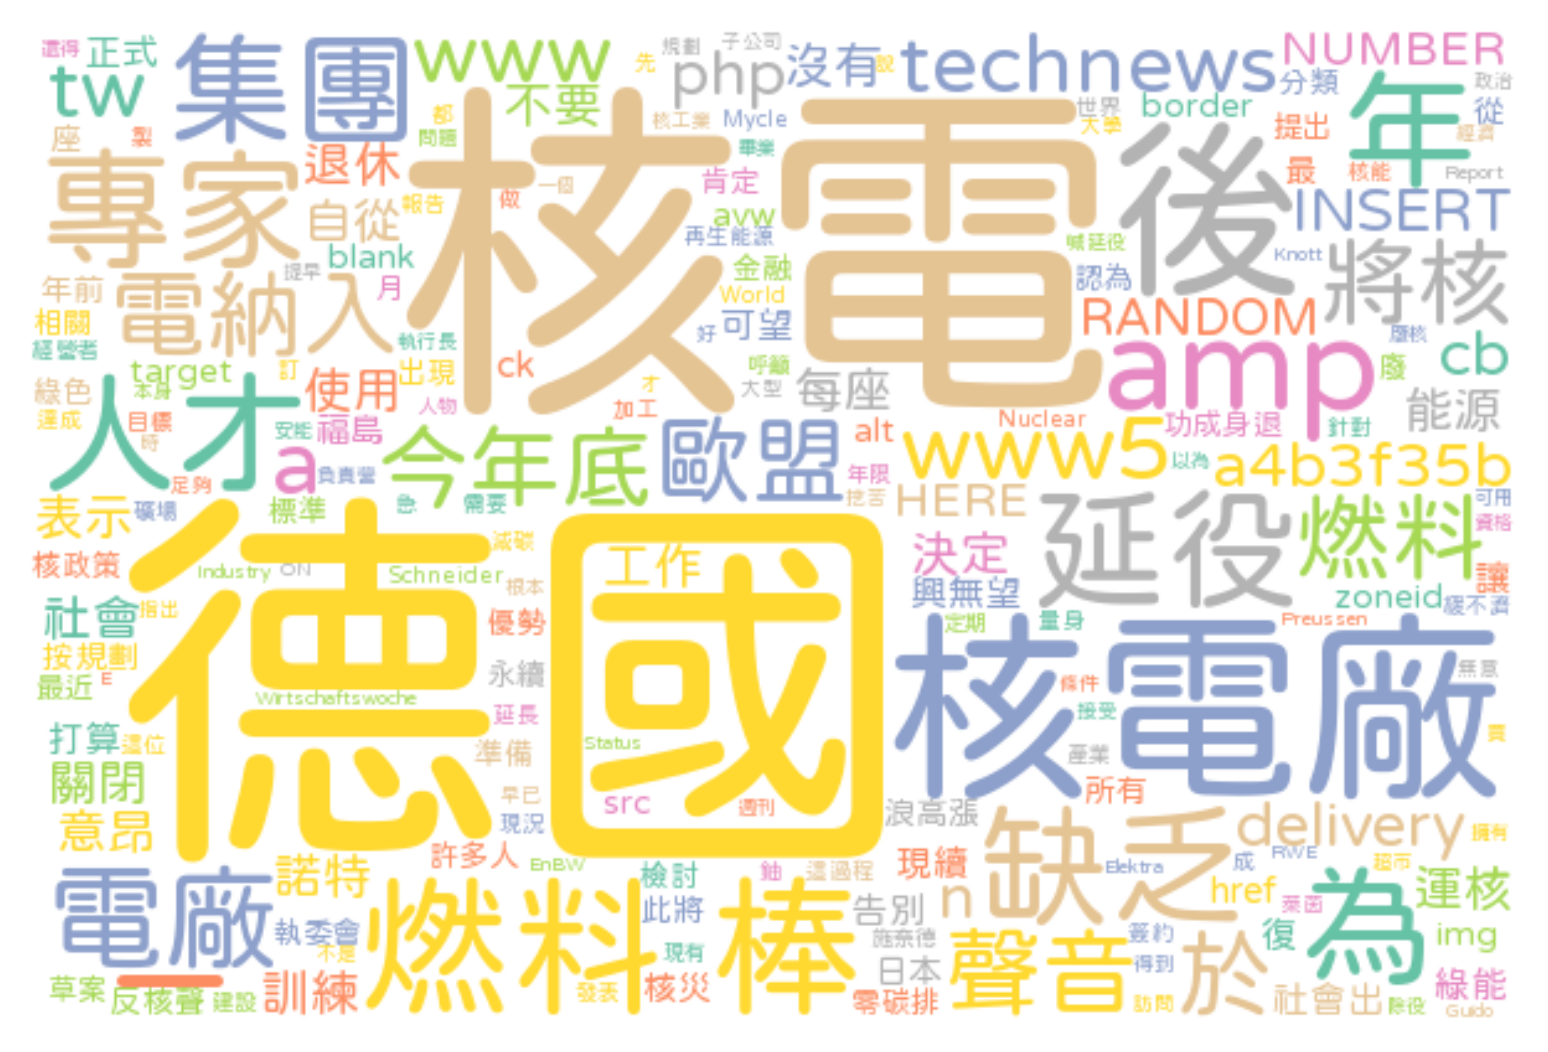 還得 正式 集團 www 先 規劃 子公司 php 沒有 說 technews NUMBER
tw 不要 分類 政治
座 製 都 問題 核工業 Mycle 世界 大學 border 提出 年 從 經濟
專家 退休 核電 畢業 後 最 核能 Report
自從 報告 做 一個 肯定 avw 再生能源 喊延役 INSERT
blank 提早 金融 認為 Knott 將核
年前 電納入 月 World RANDOM
相關 執行長 好 可望 廢核
經營者 target 訂 出現 ck 呼籲 amp 廢 cb
綠色 本身 使用 才 大型 每座 能源
達成 目標 人才 人物 加工 Nuclear 功成身退 針對
時 安能 福島 今年底 歐盟 alt www5 以為 a4b3f35b
足夠 a 負責營 年限
表示 礦場 標準 急 需要 挖苦 HERE 延役 燃料 可用
資格
核政策 Industry ON Schneider 減碳 工作 決定 讓
根本 興無望 zoneid 緩不濟
社會 指出 德國 優勢 定期 量身 Preussen
按規劃 核電廠 無意
最近 E Wirtschaftswoche 永續 條件
延長 接受
打算 這位 準備 Status 產業 買
關閉 早已 src 週刊 所有
意昂 現況 浪高漲 缺乏 delivery 擁有
許多人 EnBW 現續 Elektra 成 RWE 超市
電廠 諾特 燃料棒 檢討 鈾 這過程 n href 為 運核
執委會 此將 告別 葉茵 復 img
不是 現有 施奈德 聲音 簽約 於
一 訓練 發表 核災 日本 得到 綠能
草案 反核聲 建設 零碳排 訪問 社會出 除役 Guido